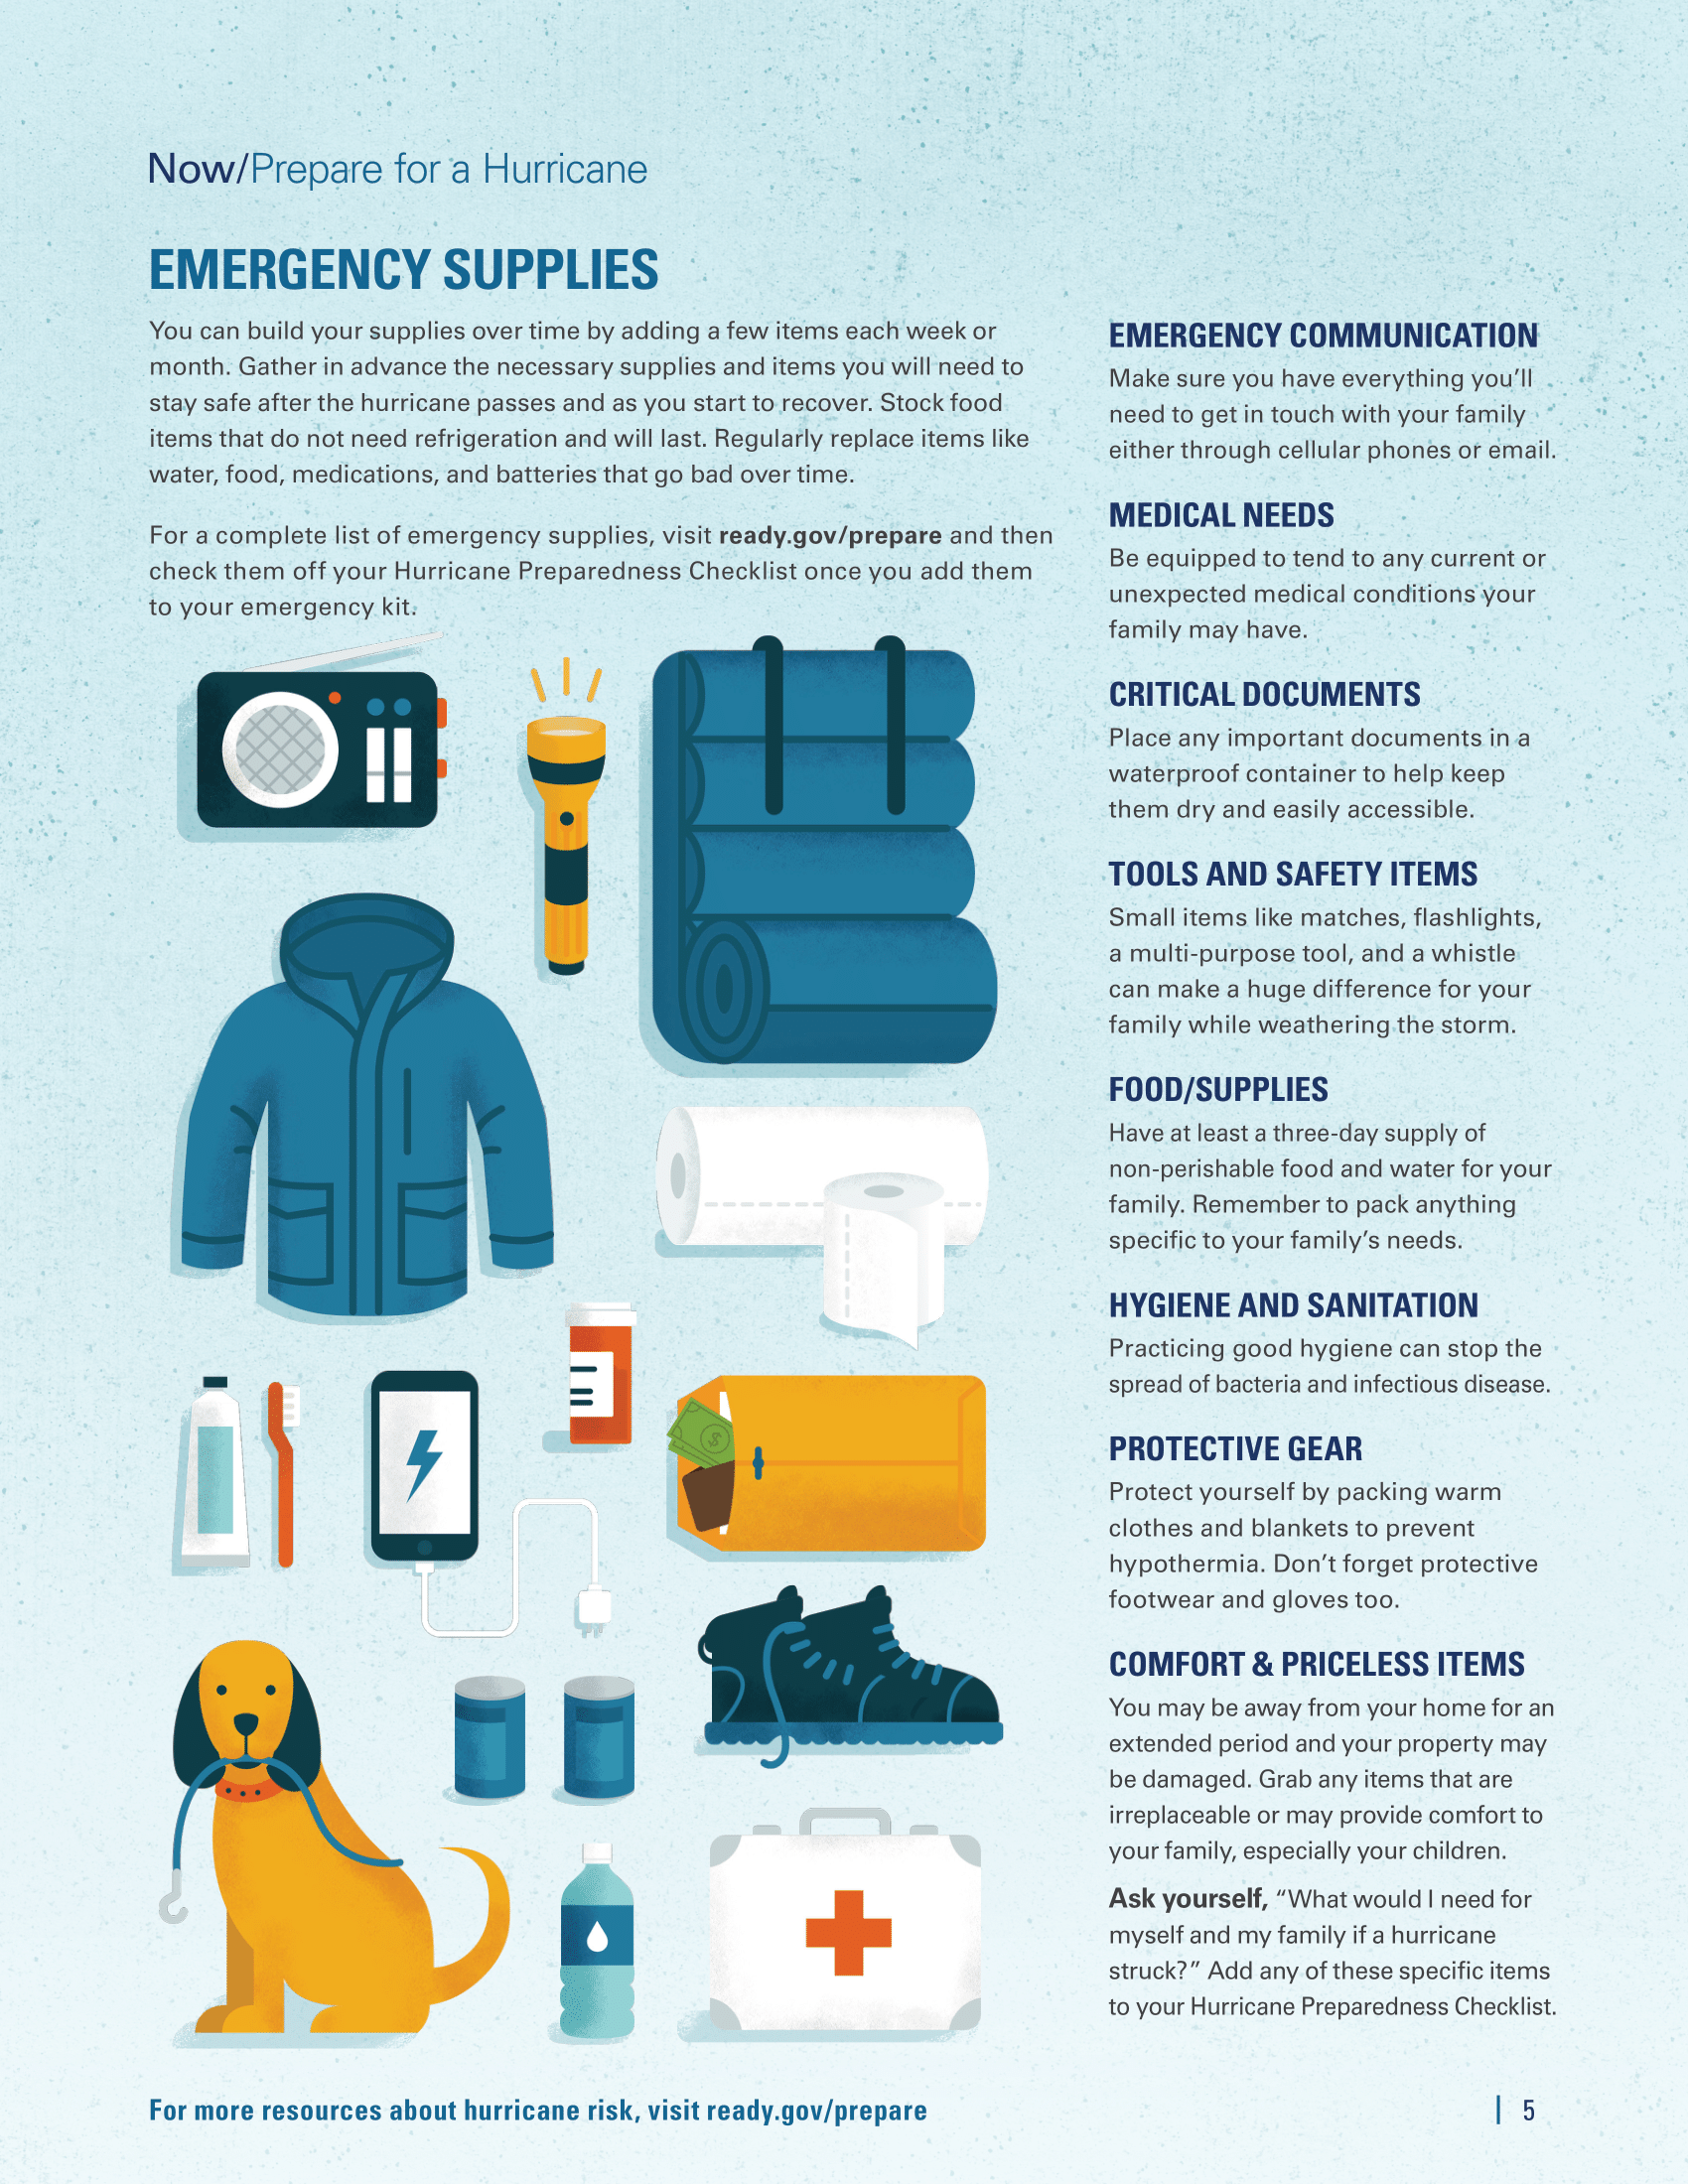 Now/Prepare for a Hurricane
EMERGENCY SUPPLIES
You can build your supplies over time by adding a few items each week or
month. Gather in advance the necessary supplies and items you will need to
stay safe after the hurricane passes and as you start to recover. Stock food
items that do not need refrigeration and will last. Regularly replace items like
water, food, medications, and batteries that go bad over time.
For a complete list of emergency supplies, visit ready.gov/prepare and then
check them off your Hurricane Preparedness Checklist once you add them
to your emergency kit.
EMERGENCY COMMUNICATION
Make sure you have everything you’ll
need to get in touch with your family
either through cellular phones or email.
MEDICAL NEEDS
Be equipped to tend to any current or
unexpected medical conditions your
family may have.
CRITICAL DOCUMENTS
Place any important documents in a
waterproof container to help keep
them dry and easily accessible.
TOOLS AND SAFETY ITEMS
Small items like matches, flashlights,
a multi-purpose tool, and a whistle
can make a huge difference for your
family while weathering the storm.
FOOD/SUPPLIES
Have at least a three-day supply of
non-perishable food and water for your
family. Remember to pack anything
specific to your family’s needs.
HYGIENE AND SANITATION
Practicing good hygiene can stop the
spread of bacteria and infectious disease.
PROTECTIVE GEAR
Protect yourself by packing warm
clothes and blankets to prevent
hypothermia. Don’t forget protective
footwear and gloves too.
COMFORT & PRICELESS ITEMS
You may be away from your home for an
extended period and your property may
be damaged. Grab any items that are
irreplaceable or may provide comfort to
your family, especially your children.
Ask yourself, “What would I need for
myself and my family if a hurricane
struck?” Add any of these specific items
to your Hurricane Preparedness Checklist.
For more resources about hurricane risk, visit ready.gov/prepare
| 5